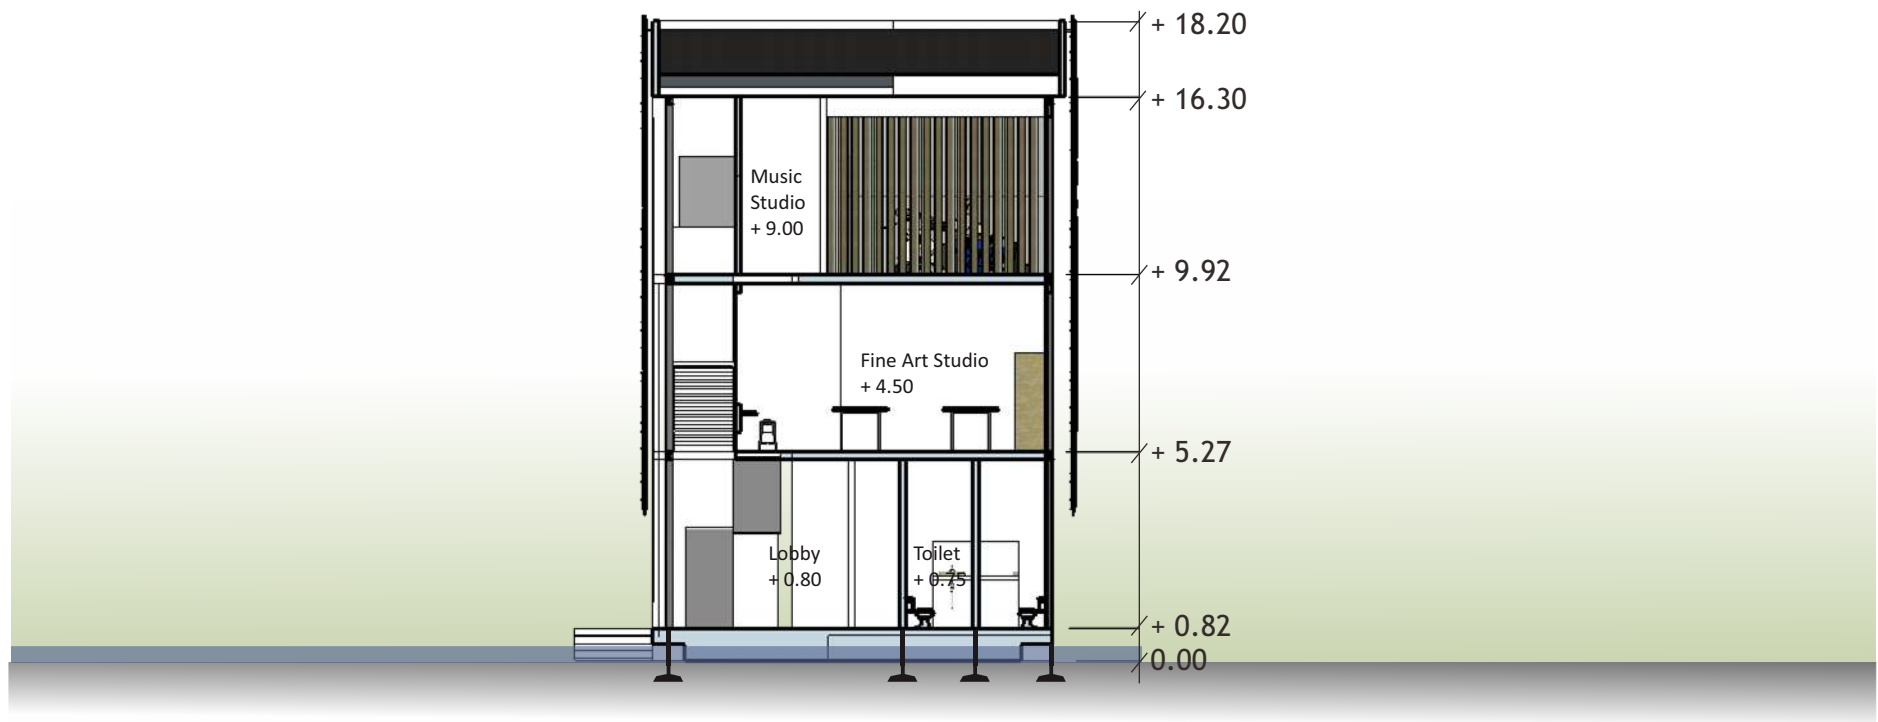 + 18.20
+ 16.30
Music
Studio
+ 9.00
+ 9.92
Fine Art Studio
+ 4.50
+ 5.27
Lobby
+ 0.80
Toilet
+ 0.75
+ 0.82
0.00